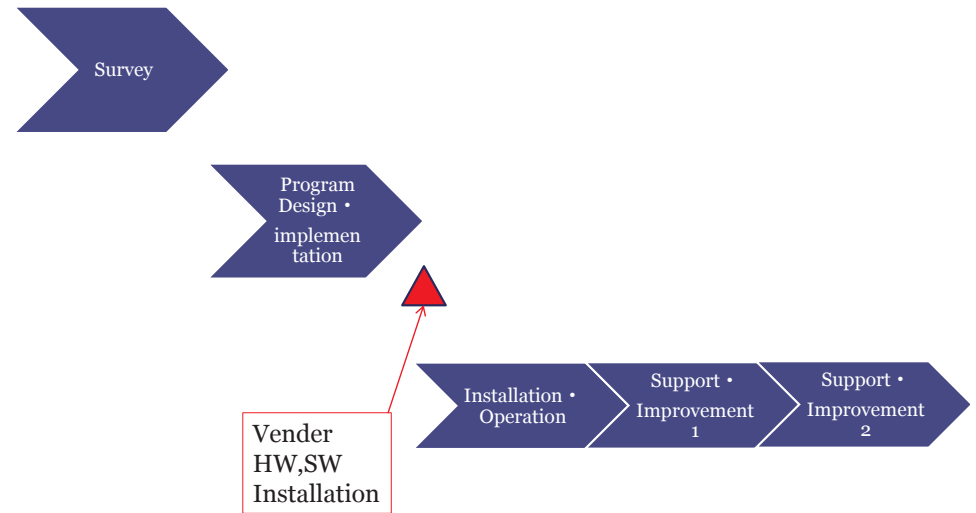 Survey
Program
Design・
implemen
tation
Vender
HW,SW
Installation
Installation・
Operation
Support・
Improvement
1
Support・
Improvement
2